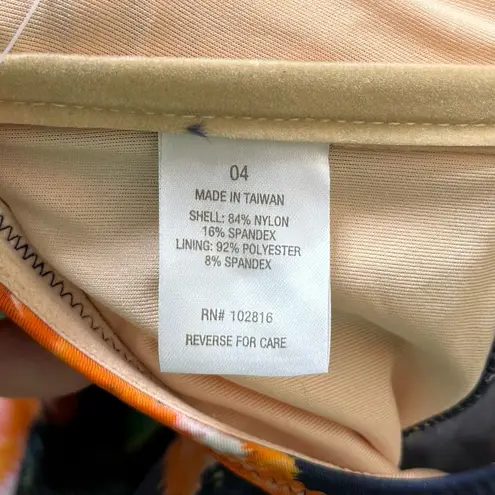 04
MADE IN TAIWAN
SHELL: 84% NYLON
16% SPANDEX
LINING: 92% POLYESTER
8% SPANDEX
RN# 102816
REVERSE FOR CARE